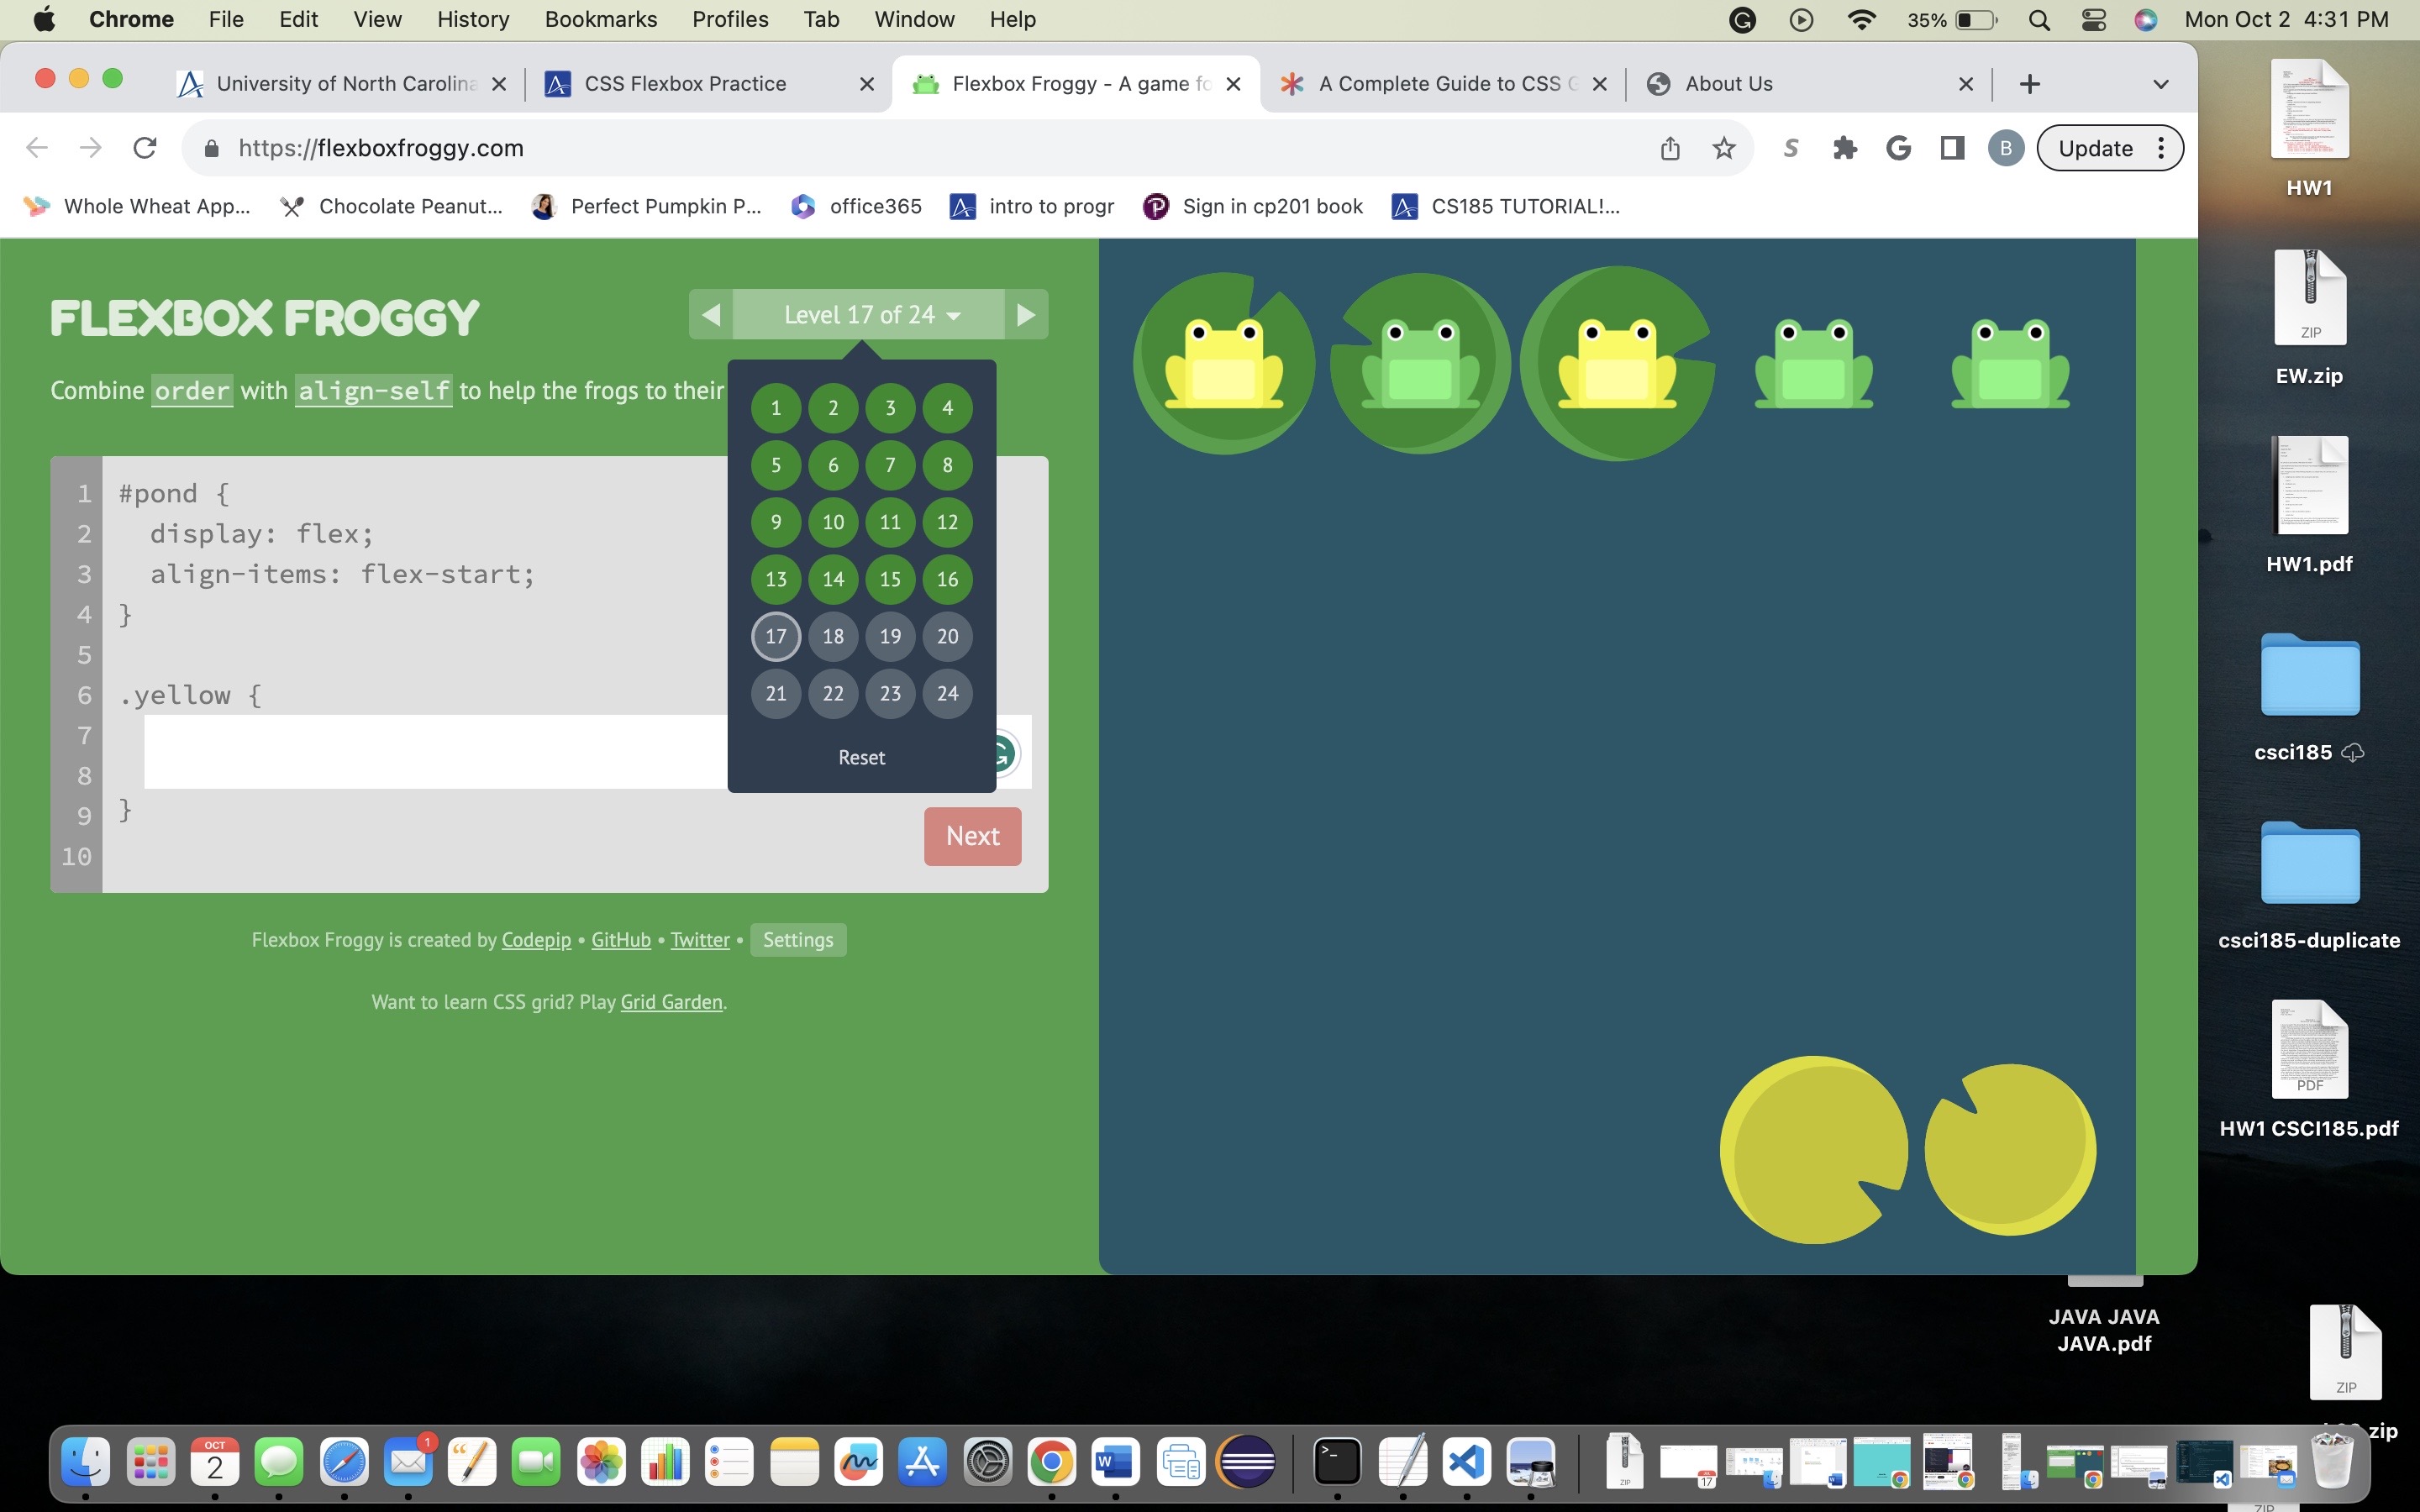 Chrome File Edit View History Bookmarks Profiles Tab Window Help 35% Mon Oct 2 4:31 PM
University of North Carolina CSS Flexbox Practice Flexbox Froggy - A game fo A Complete Guide to CSS G About Us
https://flexboxfroggy.com S G B Update
Whole Wheat App... Chocolate Peanut... Perfect Pumpkin P... office365 intro to progr Sign in cp201 book CS185 TUTORIAL!...
FLEXBOX FROGGY
Level 17 of 24
Combine order with align-self to help the frogs to their
1 2 3 4
5 6 7 8
9 10 11 12
13 14 15 16
17 18 19 20
21 22 23 24
Reset
1 #pond {
2 display: flex;
3 align-items: flex-start;
4 }
5
6 .yellow {
7
8
9 }
10
Next
Flexbox Froggy is created by Codepip • GitHub • Twitter • Settings
Want to learn CSS grid? Play Grid Garden.
HW1
ZIP
EW.zip
HW1.pdf
csci185
csci185-duplicate
PDF
HW1 CSCI185.pdf
JAVA JAVA
JAVA.pdf
ZIP
zip
OCT
2
1
W
>_
ZIP
17
ZIP